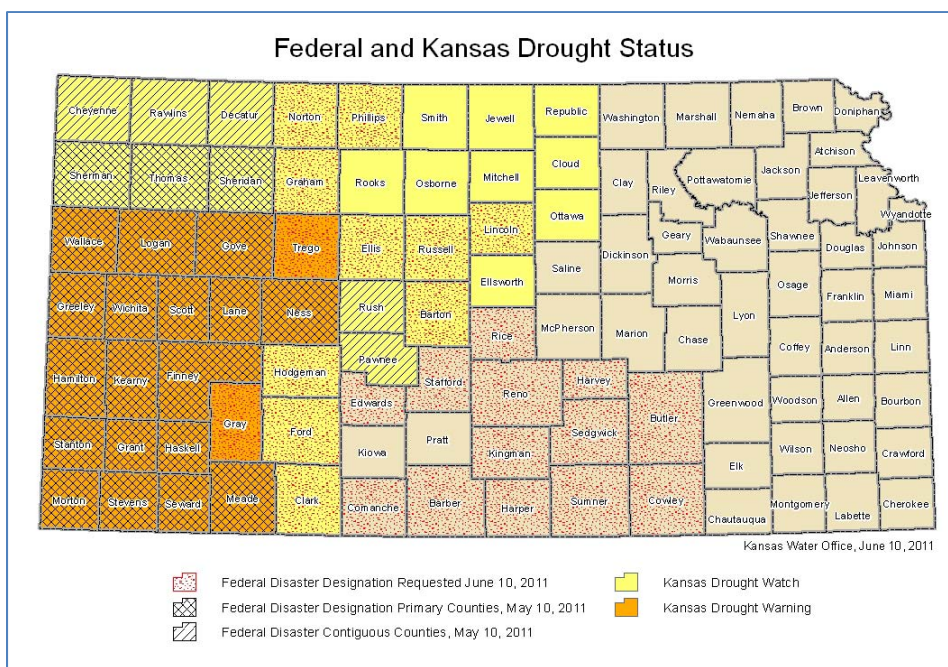 Federal and Kansas Drought Status
Cheyenne Rawlins Decatur Norton Phillips Smith Jewell Republic Washington Marshall Nemaha Brown Doniphan
Atchison
Sherman Thomas Sheridan Graham Rooks Osborne Mitchell Cloud Clay Riley Pottawatomie Jackson Jefferson Leavenworth
Wyandotte
Wallace Logan Gove Trego Ellis Russell Lincoln Ottawa Dickinson Geary Wabaunsee Shawnee Douglas Johnson
Greeley Wichita Scott Lane Ness Rush Barton Ellsworth Saline Morris Osage Franklin Miami
Rice McPherson Marion Chase Lyon
Hamilton Kearny Finney Hodgeman Pawnee Stafford Reno Harvey Coffey Anderson Linn
Gray Edwards Butler Greenwood Woodson Allen Bourbon
Stanton Grant Haskell Ford Kiowa Pratt Kingman Sedgwick Elk Wilson Neosho Crawford
Morton Stevens Seward Meade Clark Comanche Barber Harper Sumner Cowley Chautauqua Montgomery Labette Cherokee
Kansas Water Office, June 10, 2011
Federal Disaster Designation Requested June 10, 2011
Kansas Drought Watch
Federal Disaster Designation Primary Counties, May 10, 2011
Kansas Drought Warning
Federal Disaster Contiguous Counties, May 10, 2011